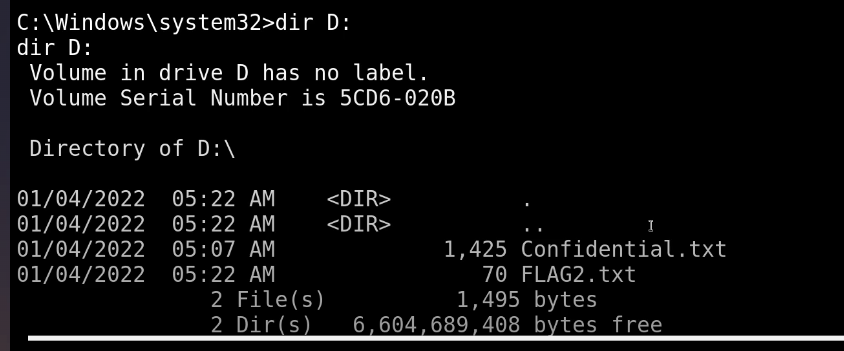 C:\Windows\system32>dir D:
dir D:
 Volume in drive D has no label.
 Volume Serial Number is 5CD6-020B

 Directory of D:\

01/04/2022  05:22 AM    <DIR>          .
01/04/2022  05:22 AM    <DIR>          ..
01/04/2022  05:07 AM             1,425 Confidential.txt
01/04/2022  05:22 AM                70 FLAG2.txt
               2 File(s)          1,495 bytes
               2 Dir(s)   6,604,689,408 bytes free